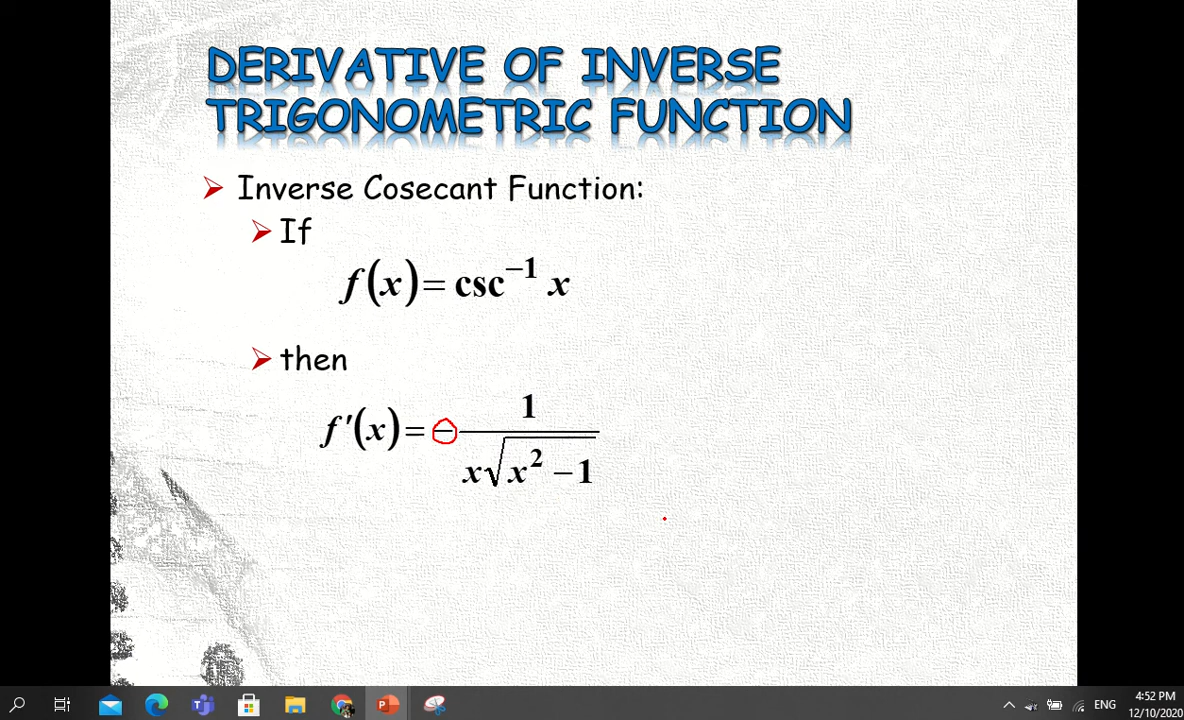 DERIVATIVE OF INVERSE
TRIGONOMETRIC FUNCTION
Inverse Cosecant Function:
If
f(x)=csc⁻¹ x
then
f'(x)=− 1 / x√x² −1
ENG
4:52 PM
12/10/2020